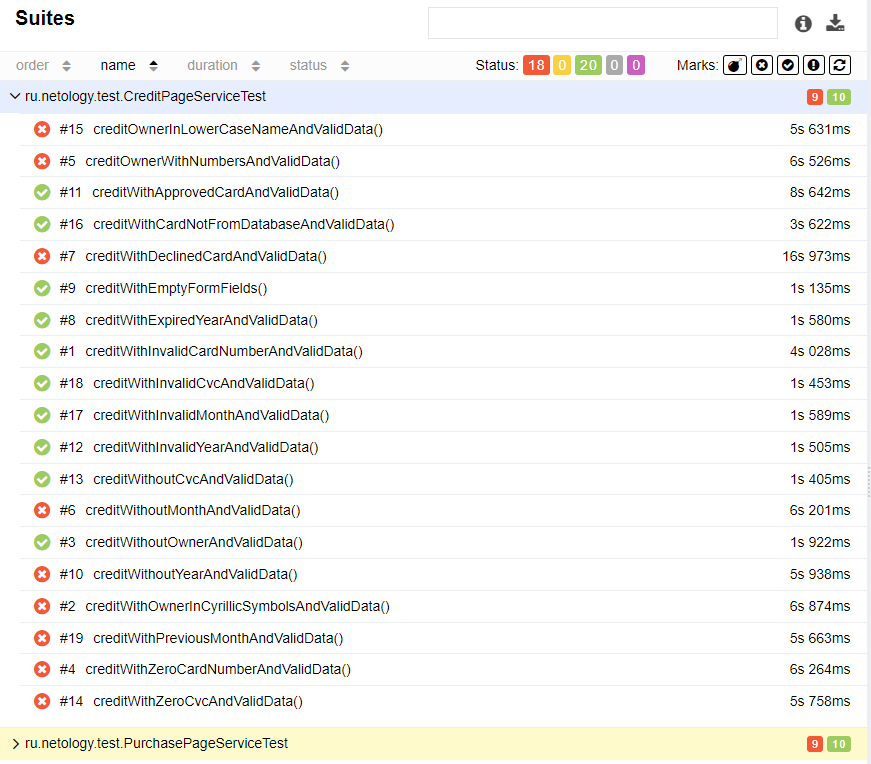 Suites
order name duration status Status: 18 0 20 0 0 Marks:
ru.netology.test.CreditPageServiceTest 9 10
#15 creditOwnerInLowerCaseNameAndValidData() 5s 631ms
#5 creditOwnerWithNumbersAndValidData() 6s 526ms
#11 creditWithApprovedCardAndValidData() 8s 642ms
#16 creditWithCardNotFromDatabaseAndValidData() 3s 622ms
#7 creditWithDeclinedCardAndValidData() 16s 973ms
#9 creditWithEmptyFormFields() 1s 135ms
#8 creditWithExpiredYearAndValidData() 1s 580ms
#1 creditWithInvalidCardNumberAndValidData() 4s 028ms
#18 creditWithInvalidCvcAndValidData() 1s 453ms
#17 creditWithInvalidMonthAndValidData() 1s 589ms
#12 creditWithInvalidYearAndValidData() 1s 505ms
#13 creditWithoutCvcAndValidData() 1s 405ms
#6 creditWithoutMonthAndValidData() 6s 201ms
#3 creditWithoutOwnerAndValidData() 1s 922ms
#10 creditWithoutYearAndValidData() 5s 938ms
#2 creditWithOwnerInCyrillicSymbolsAndValidData() 6s 874ms
#19 creditWithPreviousMonthAndValidData() 5s 663ms
#4 creditWithZeroCardNumberAndValidData() 6s 264ms
#14 creditWithZeroCvcAndValidData() 5s 758ms
ru.netology.test.PurchasePageServiceTest 9 10